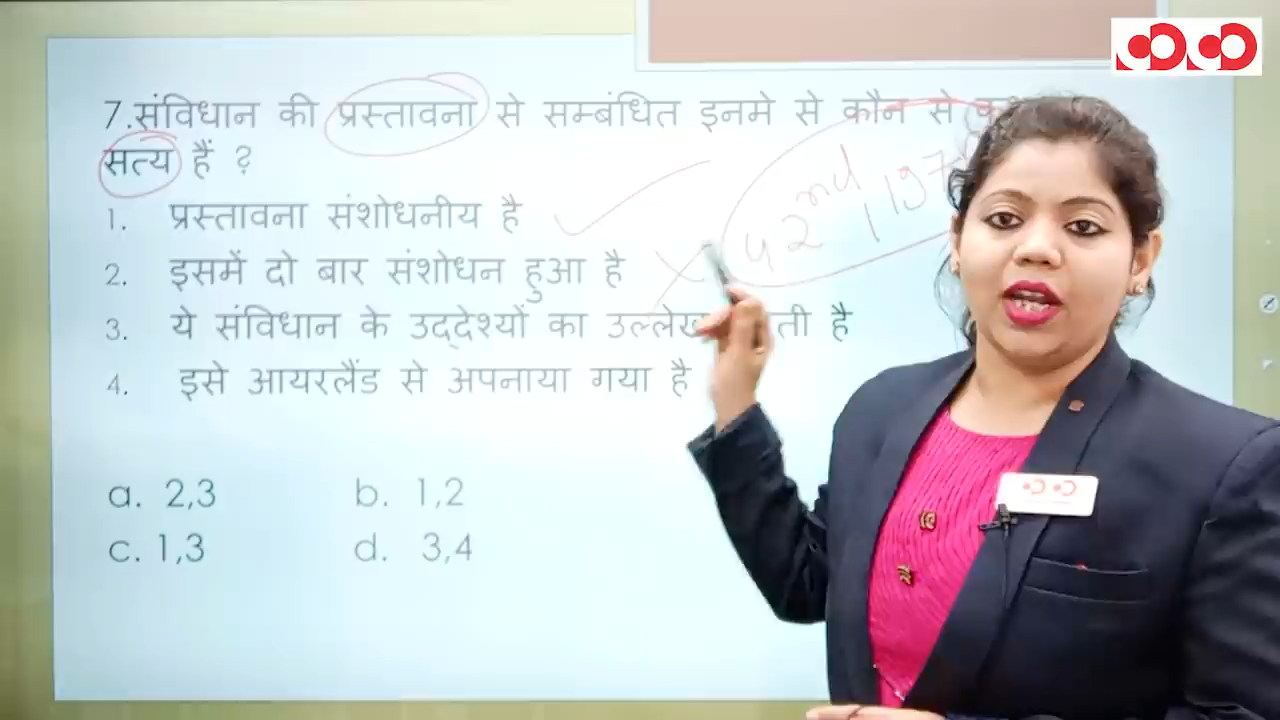 7.संविधान की प्रस्तावना से सम्बंधित इनमे से कौन से
सत्य हैं ?
1. प्रस्तावना संशोधनीय है
2. इसमें दो बार संशोधन हुआ है
3. ये संविधान के उद्देश्यों का
4. इसे आयरलैंड से अपनाया गया है
42nd 197
a. 2,3 b. 1,2
c. 1,3 d. 3,4